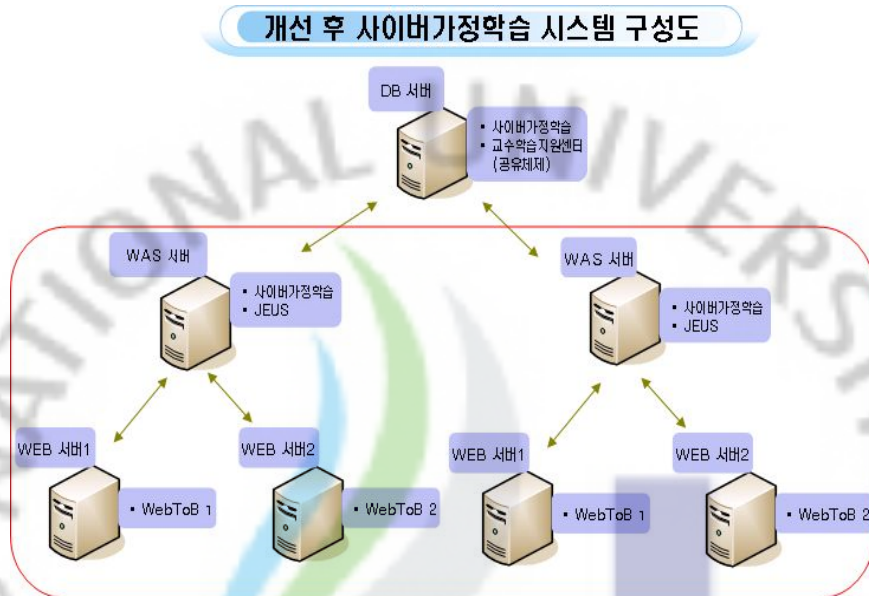 개선 후 사이버가정학습 시스템 구성도
DB 서버
• 사이버가정학습
• 교수학습지원센터
(공유체제)
WAS 서버
• 사이버가정학습
• JEUS
WAS 서버
• 사이버가정학습
• JEUS
WEB 서버1
• WebToB 1
WEB 서버2
• WebToB 2
WEB 서버1
• WebToB 1
WEB 서버2
• WebToB 2
NATIONAL UNIVERSITY